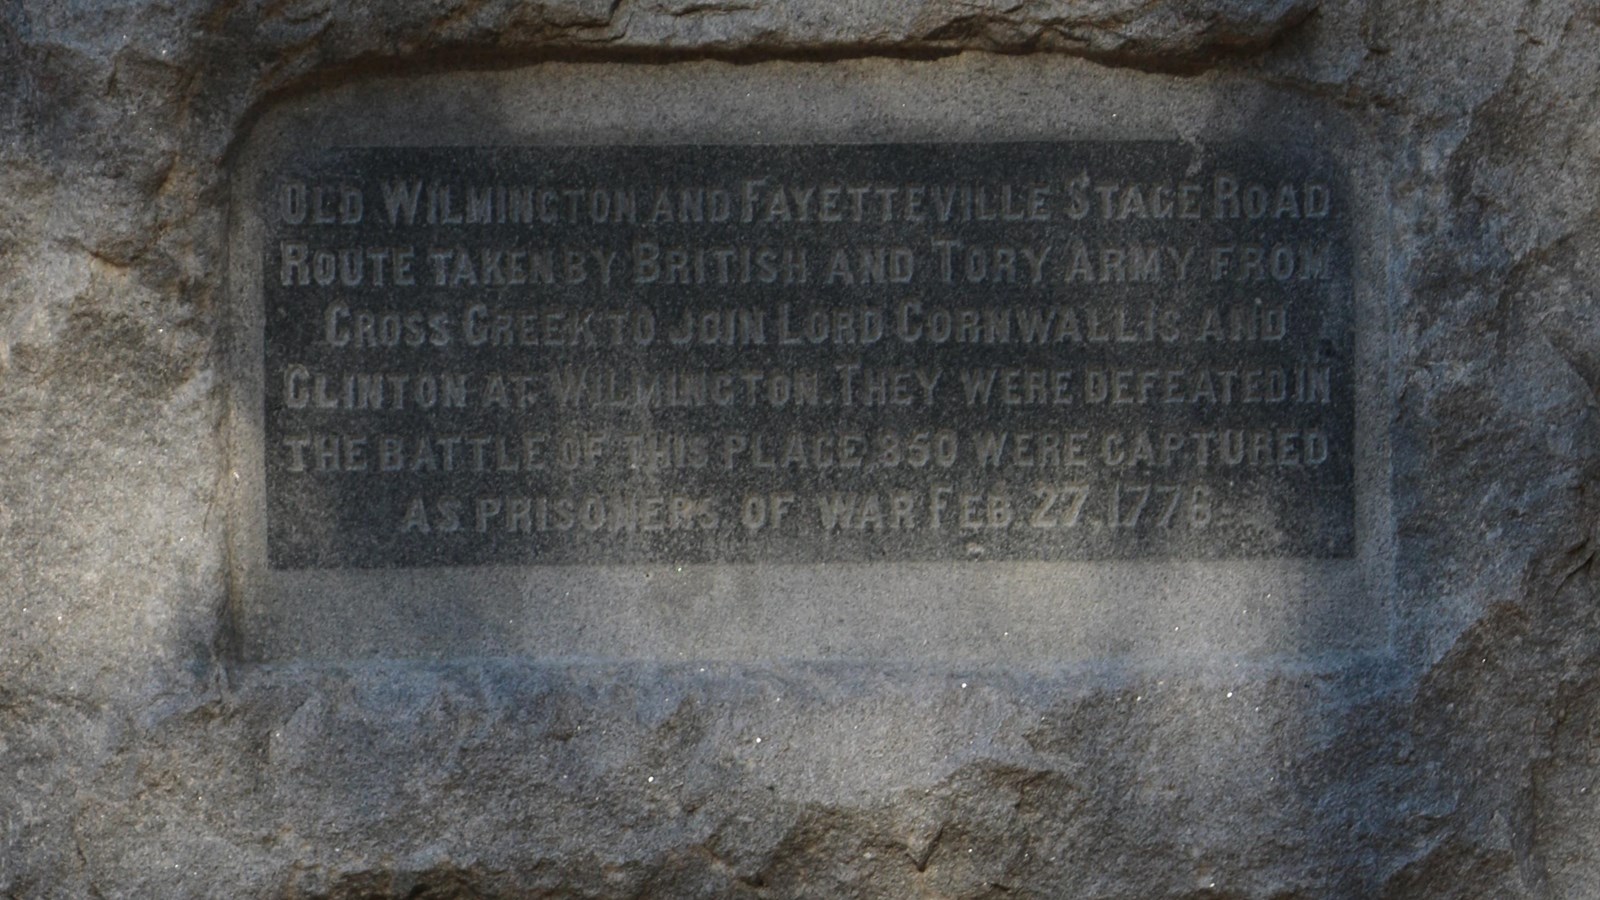 Old Wilmington and Fayetteville Stage Road
Route taken by British and Tory Army from
Cross Creek to join Lord Cornwallis and
Clinton at Wilmington. They were defeated in
the battle of this place 850 were captured
as prisoners of war Feb. 27, 1776